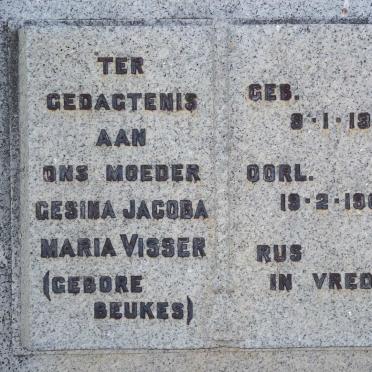 TER
GEDAGTENIS
AAN
ONS MOEDER
GESINA JACOBA
MARIA VISSER
(GEBORE
BEUKES)
GEB.
8·1·18
OORL.
19·2·19
RUS
IN VRED